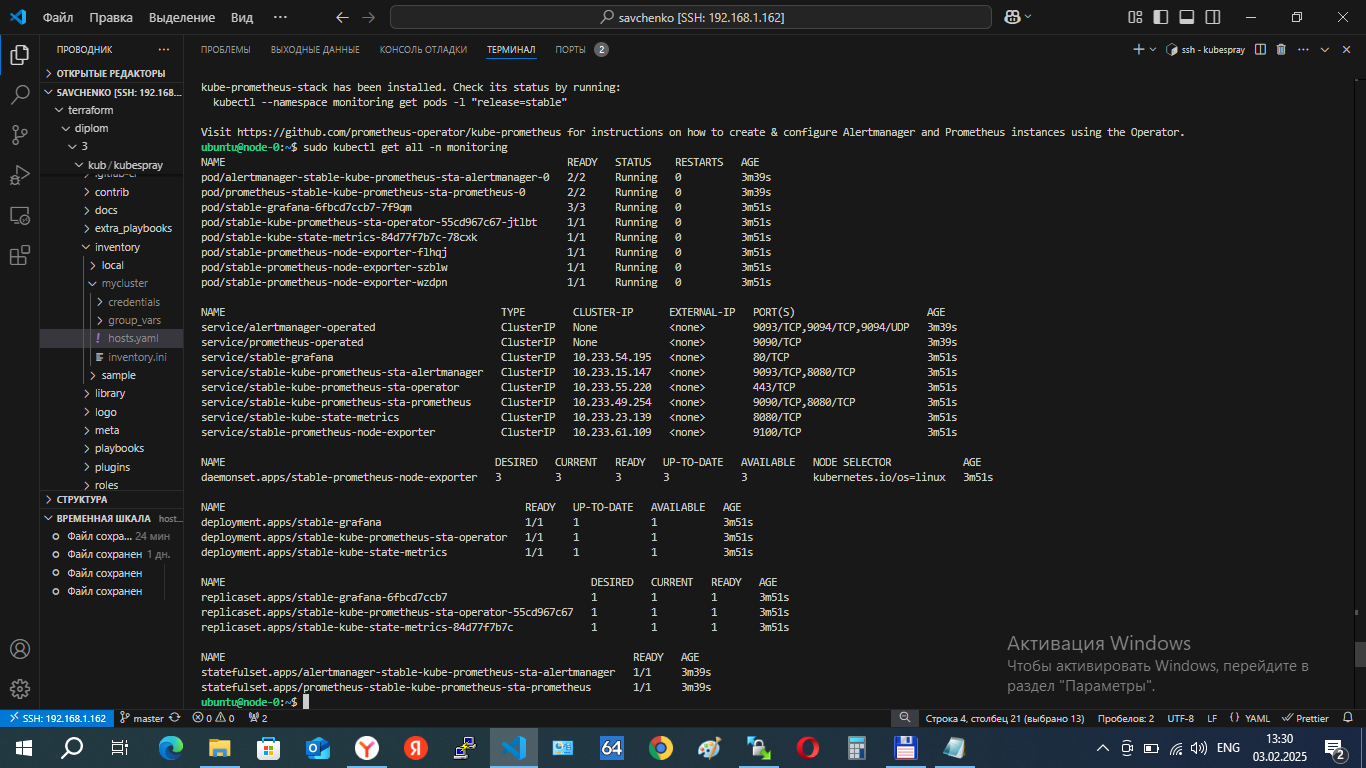 Файл Правка Выделение Вид ··· savchenko [SSH: 192.168.1.162]
ПРОВОДНИК ···
ПРОБЛЕМЫ ВЫХОДНЫЕ ДАННЫЕ КОНСОЛЬ ОТЛАДКИ ТЕРМИНАЛ ПОРТЫ 2 ssh - kubespray
ОТКРЫТЫЕ РЕДАКТОРЫ
SAVCHENKO [SSH: 192.168...
terraform
diplom
3
kub / kubespray
contrib
docs
extra_playbooks
inventory
local
mycluster
credentials
group_vars
! hosts.yaml
inventory.ini
sample
library
logo
meta
playbooks
plugins
roles
СТРУКТУРА
ВРЕМЕННАЯ ШКАЛА host...
Файл сохра... 24 мин
Файл сохранен 1 дн.
Файл сохранен
Файл сохранен
kube-prometheus-stack has been installed. Check its status by running:
kubectl --namespace monitoring get pods -l "release=stable"
Visit https://github.com/prometheus-operator/kube-prometheus for instructions on how to create & configure Alertmanager and Prometheus instances using the Operator.
ubuntu@node-0:~$ sudo kubectl get all -n monitoring
NAME READY STATUS RESTARTS AGE
pod/alertmanager-stable-kube-prometheus-sta-alertmanager-0 2/2 Running 0 3m39s
pod/prometheus-stable-kube-prometheus-sta-prometheus-0 2/2 Running 0 3m39s
pod/stable-grafana-6fbcd7ccb7-7f9qm 3/3 Running 0 3m51s
pod/stable-kube-prometheus-sta-operator-55cd967c67-jtlbt 1/1 Running 0 3m51s
pod/stable-kube-state-metrics-84d77f7b7c-78cxk 1/1 Running 0 3m51s
pod/stable-prometheus-node-exporter-flhqj 1/1 Running 0 3m51s
pod/stable-prometheus-node-exporter-szblw 1/1 Running 0 3m51s
pod/stable-prometheus-node-exporter-wzdpn 1/1 Running 0 3m51s
NAME TYPE CLUSTER-IP EXTERNAL-IP PORT(S) AGE
service/alertmanager-operated ClusterIP None <none> 9093/TCP,9094/TCP,9094/UDP 3m39s
service/prometheus-operated ClusterIP None <none> 9090/TCP 3m39s
service/stable-grafana ClusterIP 10.233.54.195 <none> 80/TCP 3m51s
service/stable-kube-prometheus-sta-alertmanager ClusterIP 10.233.15.147 <none> 9093/TCP,8080/TCP 3m51s
service/stable-kube-prometheus-sta-operator ClusterIP 10.233.55.220 <none> 443/TCP 3m51s
service/stable-kube-prometheus-sta-prometheus ClusterIP 10.233.49.254 <none> 9090/TCP,8080/TCP 3m51s
service/stable-kube-state-metrics ClusterIP 10.233.23.139 <none> 8080/TCP 3m51s
service/stable-prometheus-node-exporter ClusterIP 10.233.61.109 <none> 9100/TCP 3m51s
NAME DESIRED CURRENT READY UP-TO-DATE AVAILABLE NODE SELECTOR AGE
daemonset.apps/stable-prometheus-node-exporter 3 3 3 3 3 kubernetes.io/os=linux 3m51s
NAME READY UP-TO-DATE AVAILABLE AGE
deployment.apps/stable-grafana 1/1 1 1 3m51s
deployment.apps/stable-kube-prometheus-sta-operator 1/1 1 1 3m51s
deployment.apps/stable-kube-state-metrics 1/1 1 1 3m51s
NAME DESIRED CURRENT READY AGE
replicaset.apps/stable-grafana-6fbcd7ccb7 1 1 1 3m51s
replicaset.apps/stable-kube-prometheus-sta-operator-55cd967c67 1 1 1 3m51s
replicaset.apps/stable-kube-state-metrics-84d77f7b7c 1 1 1 3m51s
NAME READY AGE
statefulset.apps/alertmanager-stable-kube-prometheus-sta-alertmanager 1/1 3m39s
statefulset.apps/prometheus-stable-kube-prometheus-sta-prometheus 1/1 3m39s
ubuntu@node-0:~$
Активация Windows
Чтобы активировать Windows, перейдите в
раздел "Параметры".
SSH: 192.168.1.162 master 0 0 2 Строка 4, столбец 21 (выбрано 13) Пробелов: 2 UTF-8 LF {} YAML Prettier
64 ENG
13:30
03.02.2025
2